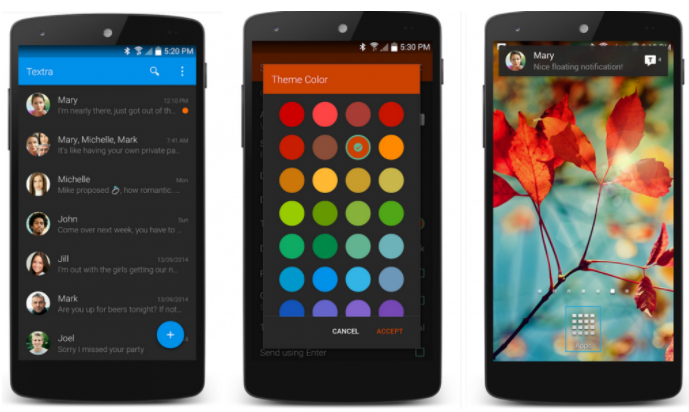 5:20 PM
Textra
Mary
12:10 PM
I'm nearly there, just got out of th...
Mary, Michelle, Mark
7:41 AM
It's like having your own private pa...
Michelle
Mon
Mike proposed 💍, how romantic. ...
John
Sun
Come over next week, you have to ...
Jill
13/09/2014
I'm out with the girls getting our n...
Mark
13/09/2014
Are you up for beers tonight? If not...
Joel
4
Sorry I missed your party
+
5:30 PM
Theme Color
CANCEL
ACCEPT
Send using Enter
Mary
Nice floating notification!
4
Apps